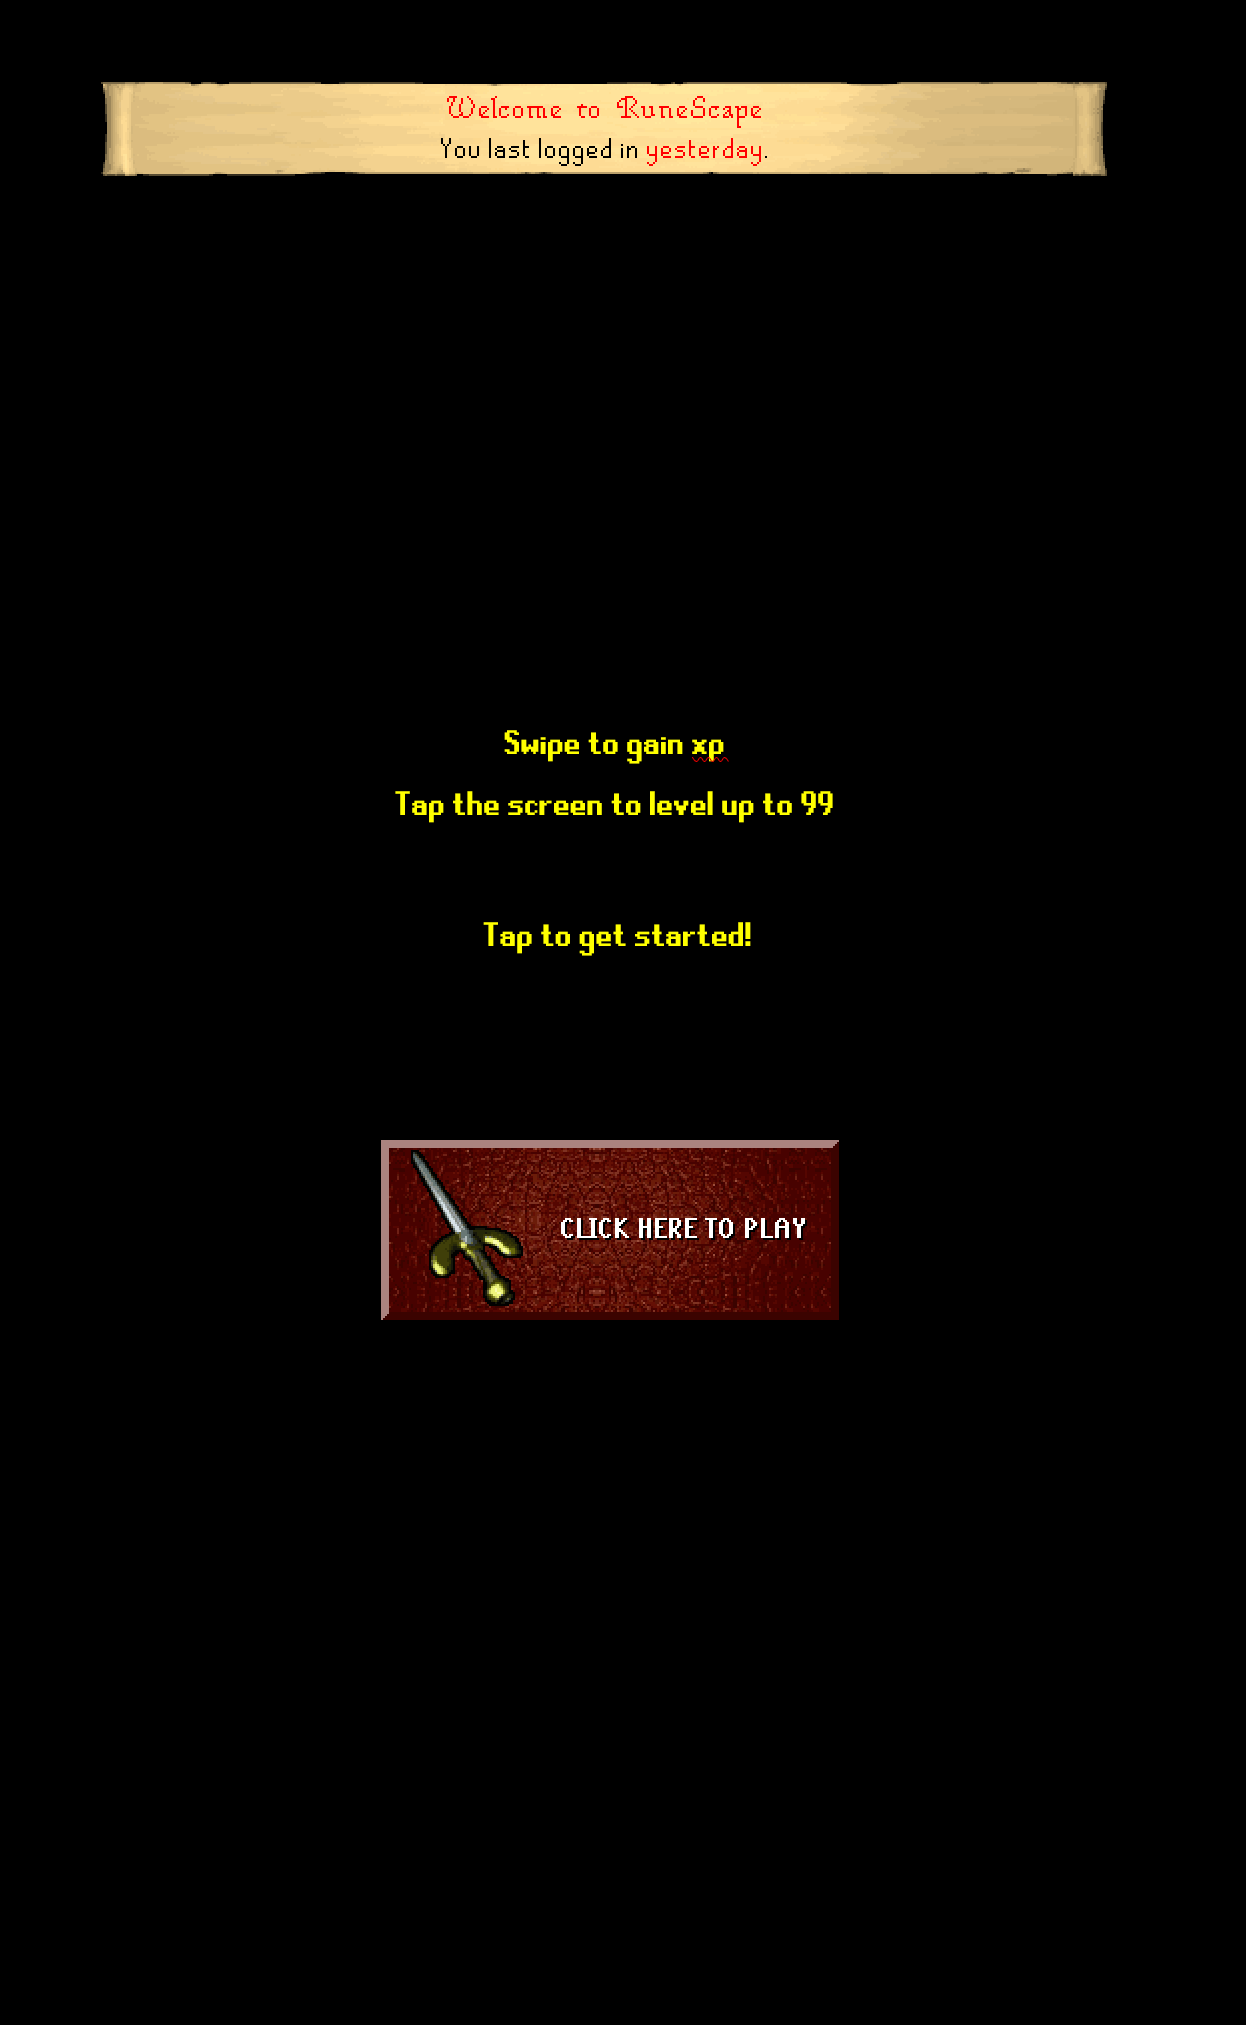 Welcome to RuneScape
You last logged in yesterday.
Swipe to gain xp
Tap the screen to level up to 99
Tap to get started!
CLICK HERE TO PLAY